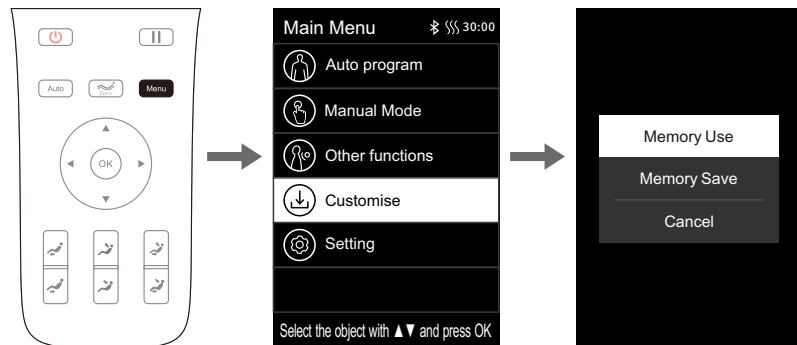 Auto
Zero
Menu
OK
Main Menu 30:00
Auto program
Manual Mode
Other functions
Customise
Setting
Select the object with ▲▼ and press OK
Memory Use
Memory Save
Cancel